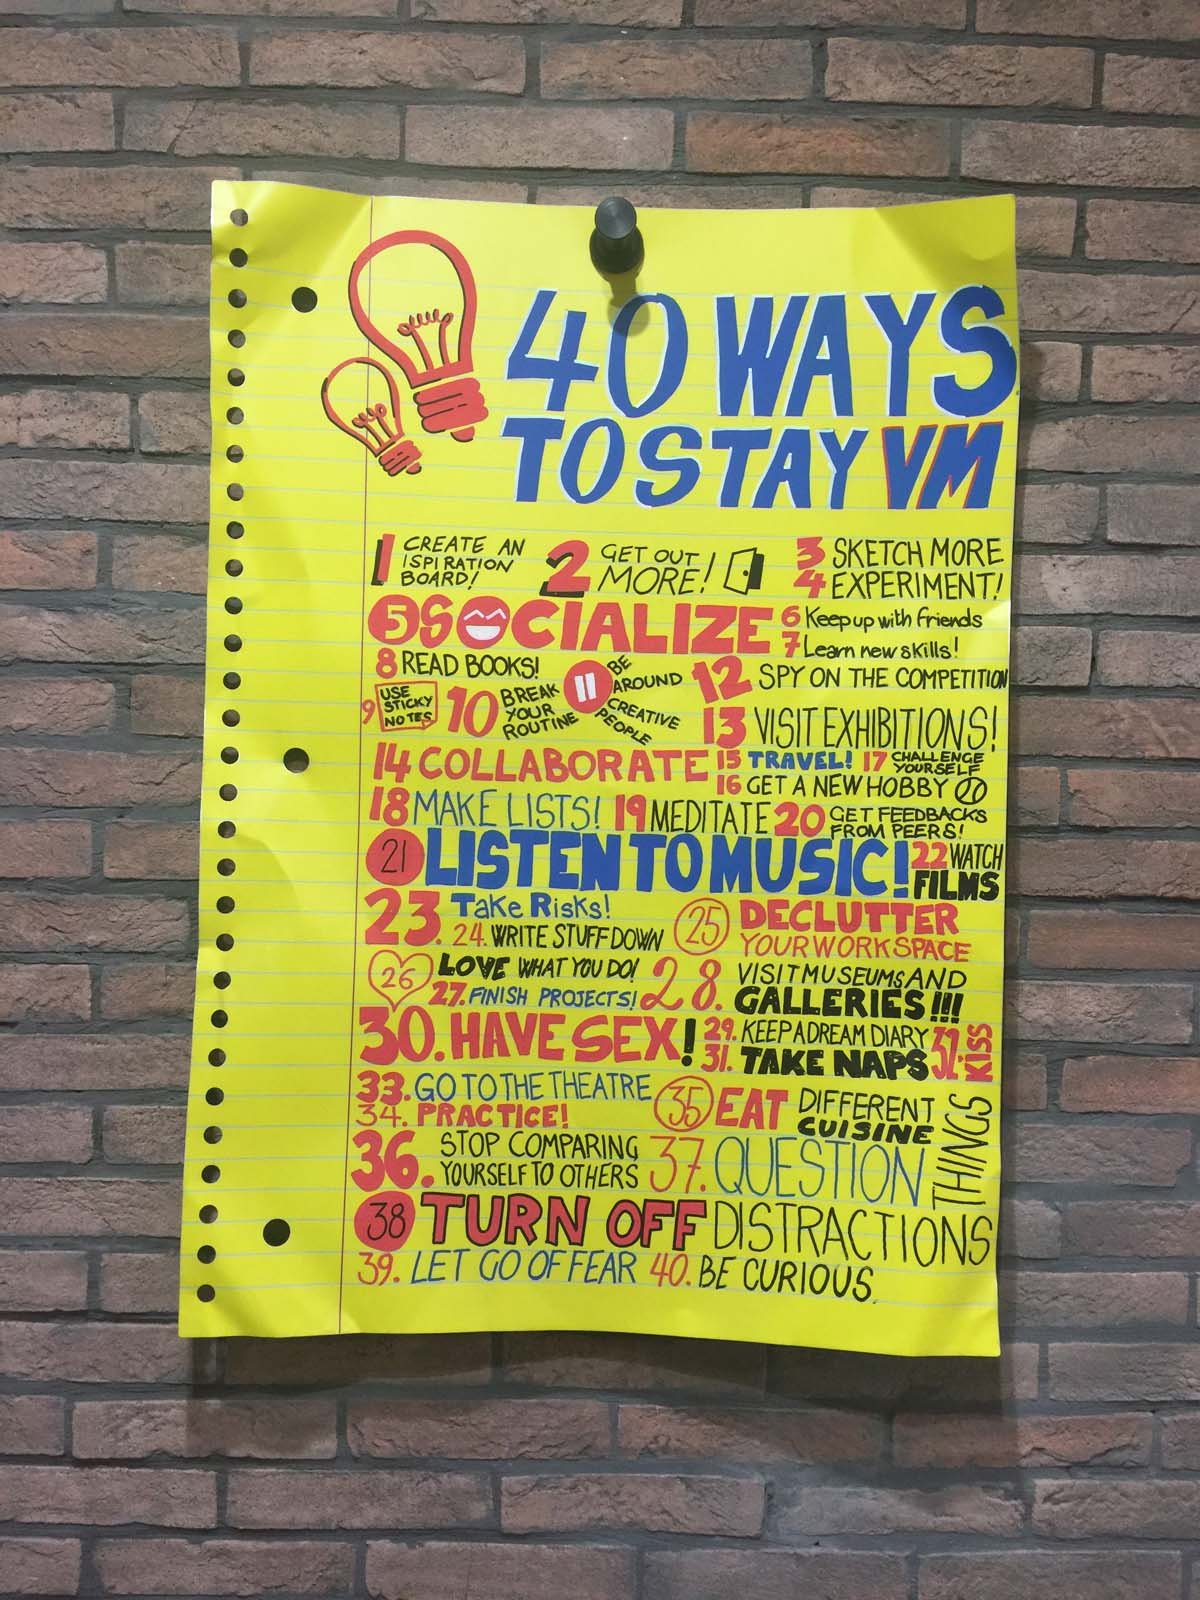 40 WAYS
TO STAY VM
1 CREATE AN
ISPIRATION
BOARD!
2 GET OUT
MORE!
3 SKETCH MORE
4 EXPERIMENT!
5 SOCIALIZE
6 Keep up with friends
7 Learn new skills!
8 READ BOOKS!
9 USE
STICKY
NOTES
10 BREAK
YOUR
ROUTINE
11 BE
AROUND
CREATIVE
PEOPLE
12 SPY ON THE COMPETITION
13 VISIT EXHIBITIONS!
14 COLLABORATE
15 TRAVEL!
16 GET A NEW HOBBY
17 CHALLENGE
YOURSELF
18 MAKE LISTS!
19 MEDITATE
20 GET FEEDBACKS
FROM PEERS!
21 LISTEN TO MUSIC!
22 WATCH
FILMS
23. Take Risks!
24. WRITE STUFF DOWN
25 DECLUTTER
YOUR WORKSPACE
26 LOVE WHAT YOU DO!
27. FINISH PROJECTS!
28. VISIT MUSEUMS AND
GALLERIES!!!
30. HAVE SEX!
29. KEEP A DREAM DIARY
31. TAKE NAPS
32. KISS
33. GO TO THE THEATRE
34. PRACTICE!
35 EAT DIFFERENT
CUISINE
36. STOP COMPARING
YOURSELF TO OTHERS
37. QUESTION
THINGS
38 TURN OFF DISTRACTIONS
39. LET GO OF FEAR
40. BE CURIOUS.